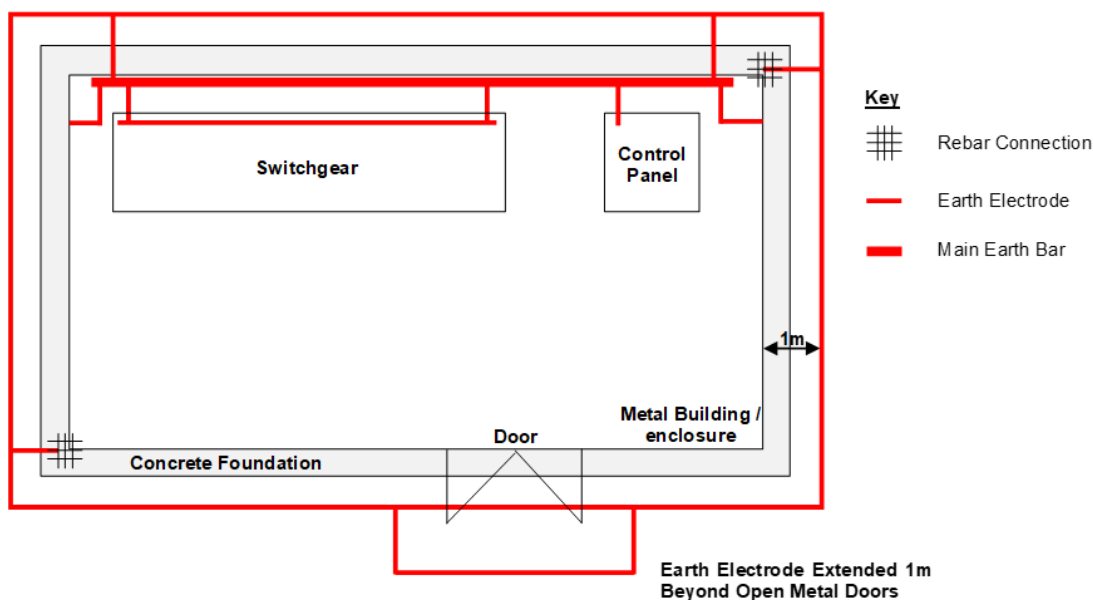 Key
Rebar Connection
Earth Electrode
Main Earth Bar
Switchgear
Control
Panel
1m
Metal Building /
enclosure
Door
Concrete Foundation
Earth Electrode Extended 1m
Beyond Open Metal Doors